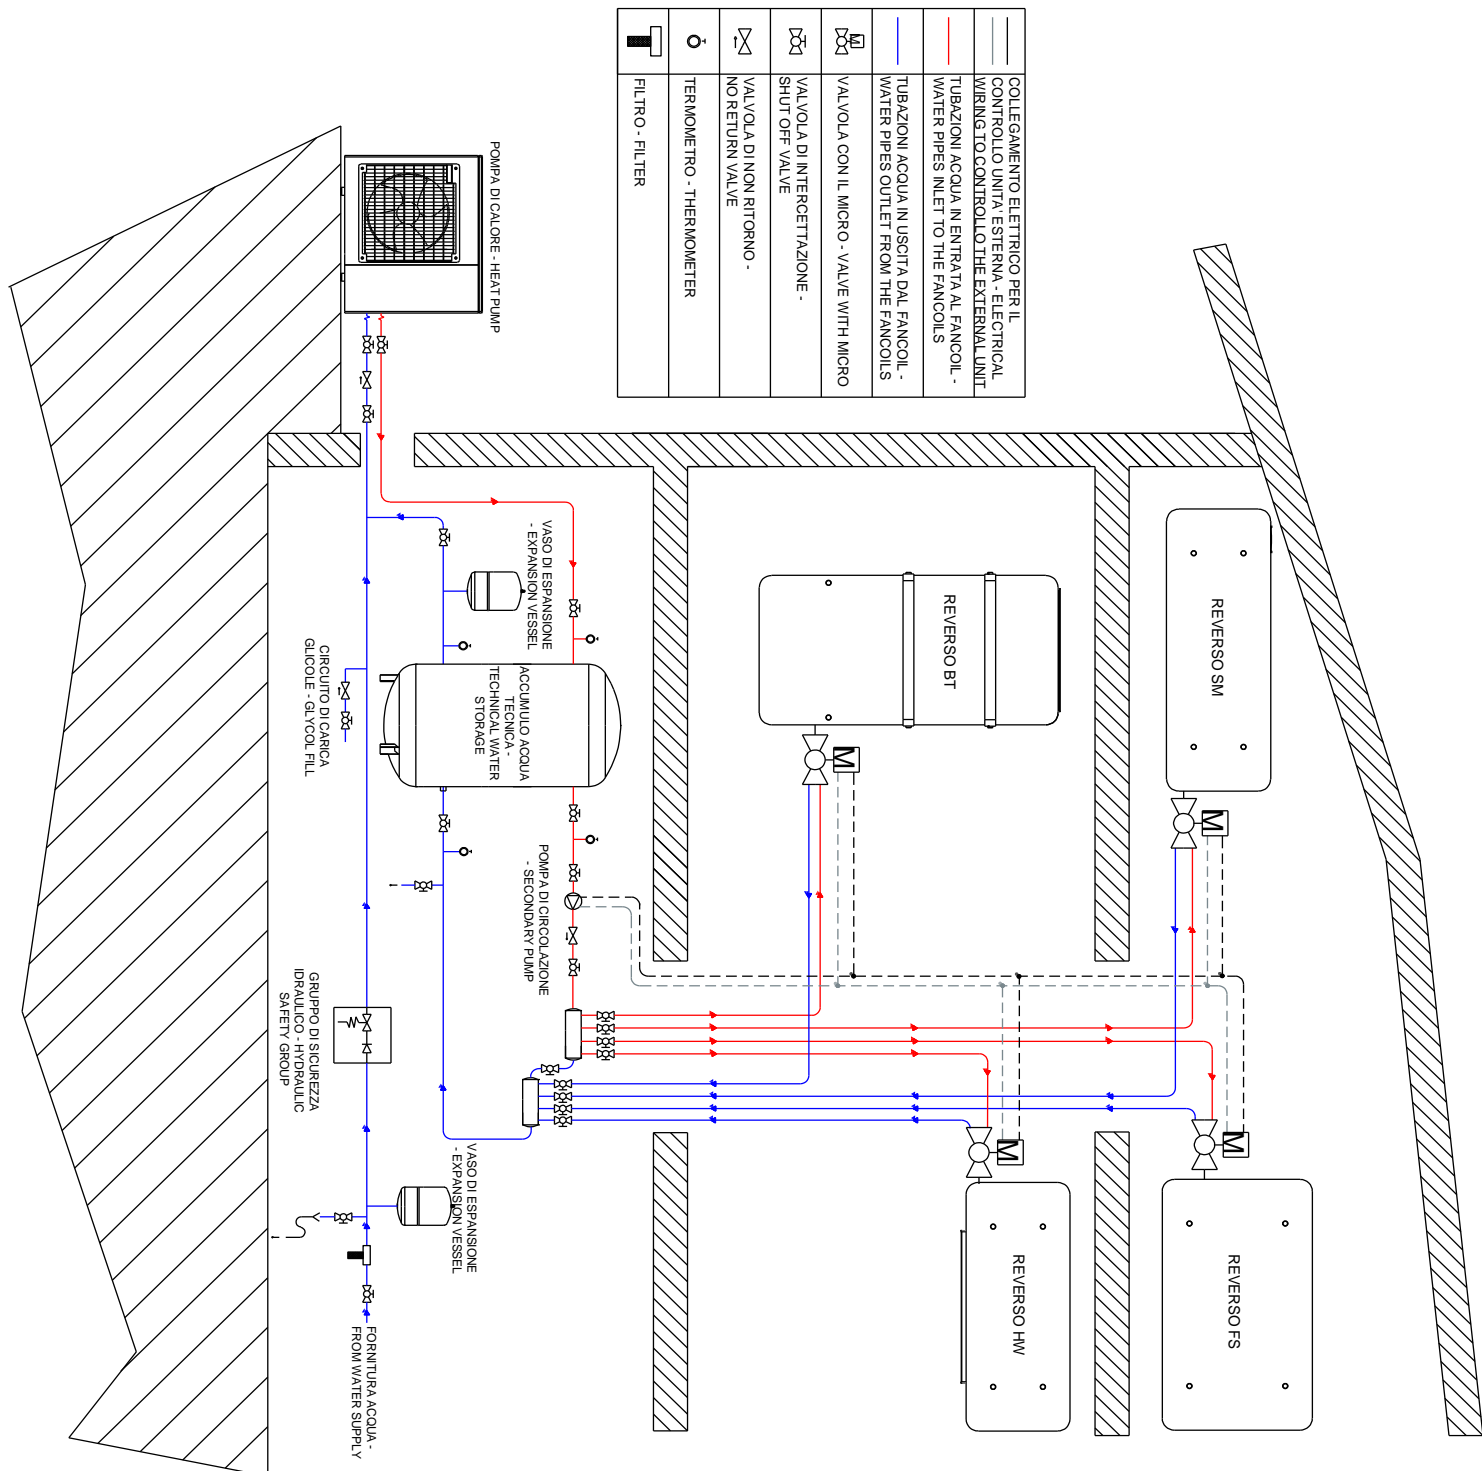 COLLEGAMENTO ELETTRICO PER IL
CONTROLLO UNITA' ESTERNA - ELECTRICAL
WIRING TO CONTROLLO THE EXTERNAL UNIT
TUBAZIONI ACQUA IN ENTRATA AL FANCOIL -
WATER PIPES INLET TO THE FANCOILS
TUBAZIONI ACQUA IN USCITA DAL FANCOIL -
WATER PIPES OUTLET FROM THE FANCOILS
M
VALVOLA CON IL MICRO - VALVE WITH MICRO
VALVOLA DI INTERCETTAZIONE -
SHUT OFF VALVE
VALVOLA DI NON RITORNO -
NO RETURN VALVE
TERMOMETRO - THERMOMETER
FILTRO - FILTER
POMPA DI CALORE - HEAT PUMP
REVERSO SM
M
REVERSO BT
M
VASO DI ESPANSIONE
- EXPANSION VESSEL
ACCUMULO ACQUA
TECNICA -
TECHNICAL WATER
STORAGE
CIRCUITO DI CARICA
GLICOLE - GLYCOL FILL
POMPA DI CIRCOLAZIONE
- SECONDARY PUMP
GRUPPO DI SICUREZZA
IDRAULICO - HYDRAULIC
SAFETY GROUP
M
REVERSO FS
M
REVERSO HW
VASO DI ESPANSIONE
- EXPANSION VESSEL
FORNITURA ACQUA -
FROM WATER SUPPLY